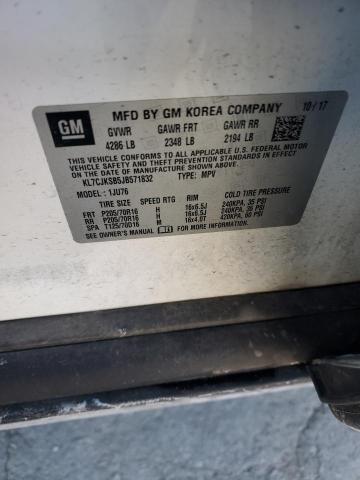 GM
MFD BY GM KOREA COMPANY 10/17
GVWR GAWR FRT GAWR RR
4286 LB 2348 LB 2194 LB
THIS VEHICLE CONFORMS TO ALL APPLICABLE U.S. FEDERAL MOTOR
VEHICLE SAFETY AND THEFT PREVENTION STANDARDS IN EFFECT ON THE DATE OF
MANUFACTURE SHOWN ABOVE.
KL7CJKSB5JB571832 TYPE: MPV
MODEL: 1JU76
TIRE SIZE SPEED RTG RIM COLD TIRE PRESSURE
FRT P205/70R16 H 16x6.5J 240KPA, 35 PSI
RR P205/70R16 H 16x6.5J 240KPA, 35 PSI
SPA T125/70D16 M 16x4.0T 420KPA, 60 PSI
SEE OWNER'S MANUAL